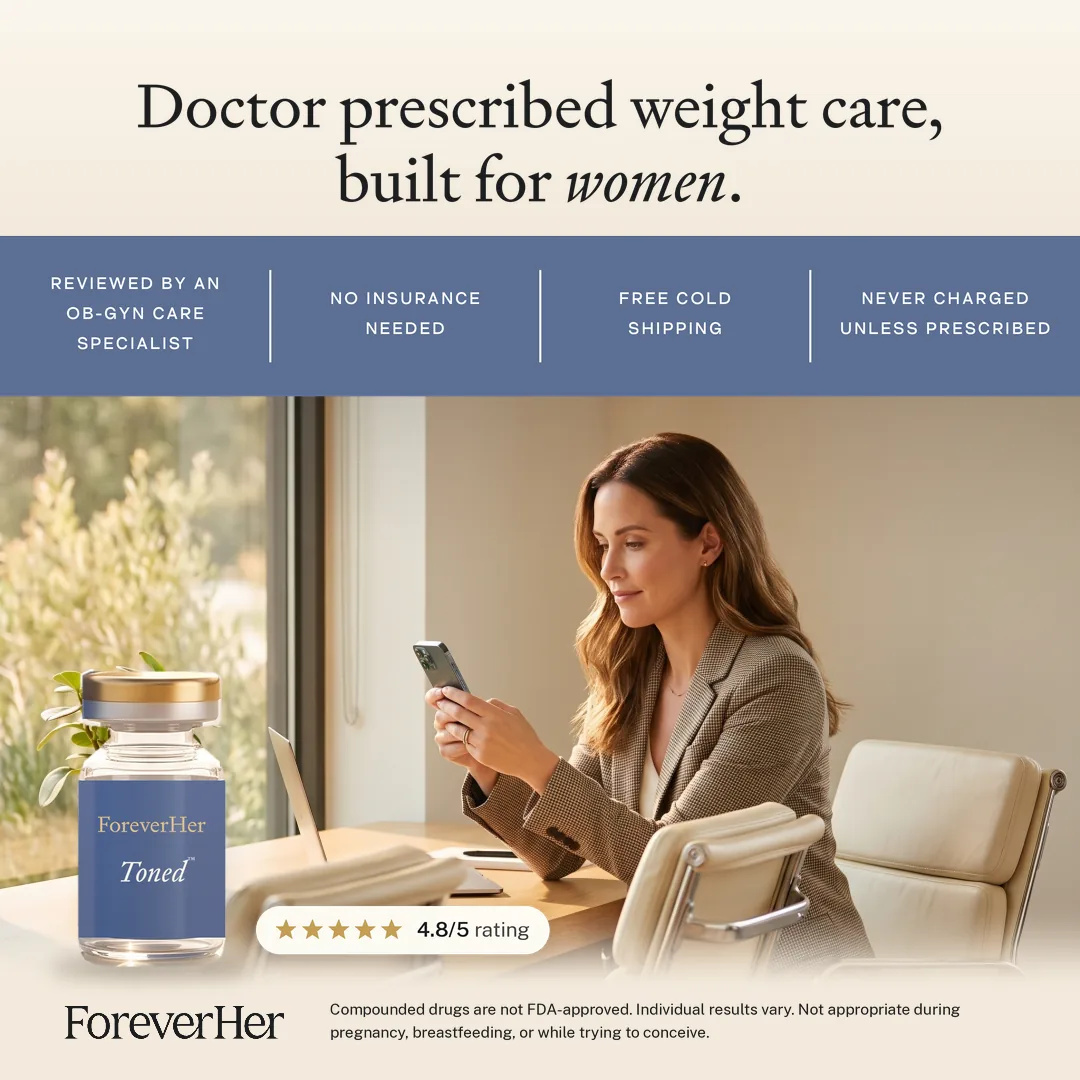 Doctor prescribed weight care,
built for women.
REVIEWED BY AN
OB-GYN CARE
SPECIALIST
NO INSURANCE
NEEDED
FREE COLD
SHIPPING
NEVER CHARGED
UNLESS PRESCRIBED
ForeverHer
Toned™
4.8/5 rating
ForeverHer
Compounded drugs are not FDA-approved. Individual results vary. Not appropriate during
pregnancy, breastfeeding, or while trying to conceive.